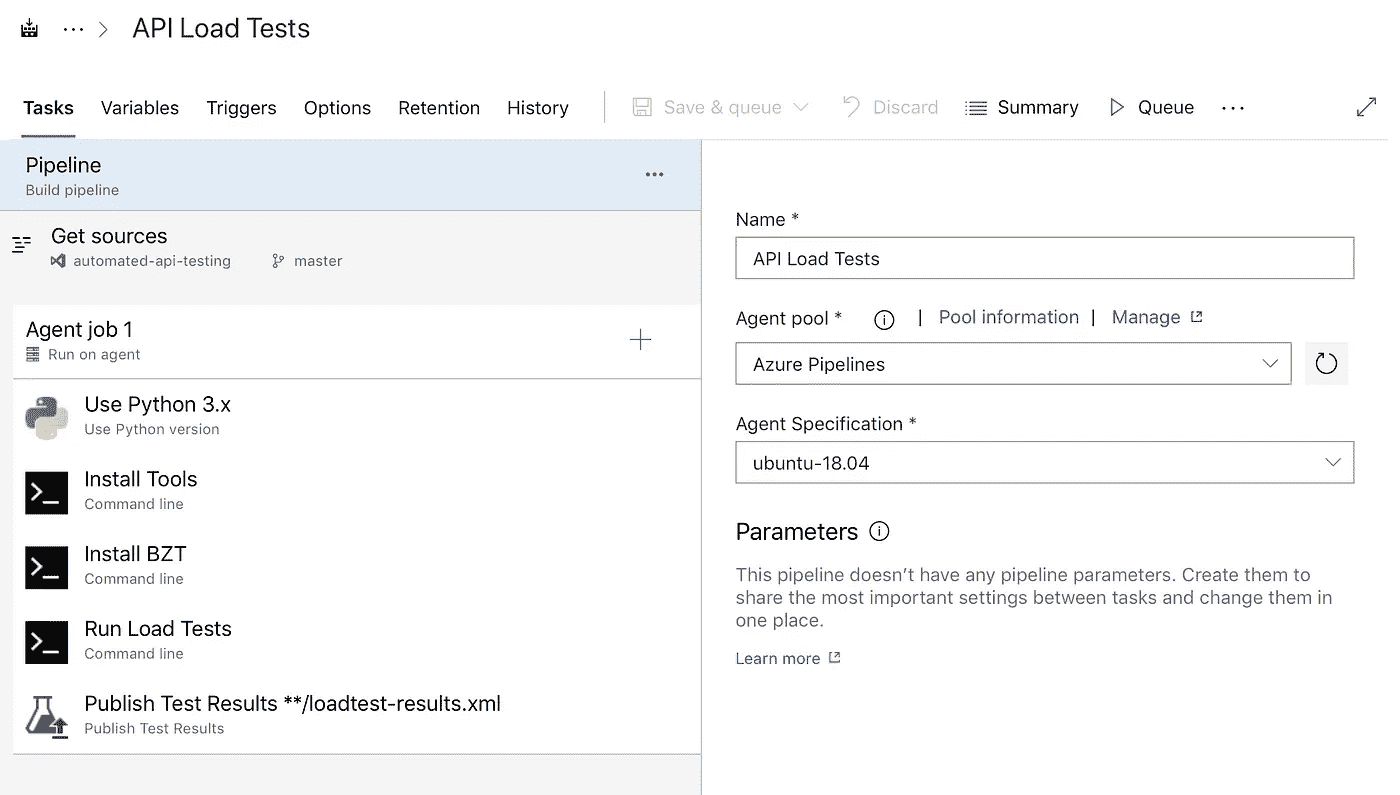 API Load Tests
Tasks Variables Triggers Options Retention History Save & queue Discard Summary Queue
Pipeline
Build pipeline
Get sources
automated-api-testing master
Agent job 1
Run on agent
Use Python 3.x
Use Python version
Install Tools
Command line
Install BZT
Command line
Run Load Tests
Command line
Publish Test Results **/loadtest-results.xml
Publish Test Results
Name *
API Load Tests
Agent pool * | Pool information | Manage
Azure Pipelines
Agent Specification *
ubuntu-18.04
Parameters
This pipeline doesn’t have any pipeline parameters. Create them to
share the most important settings between tasks and change them in
one place.
Learn more